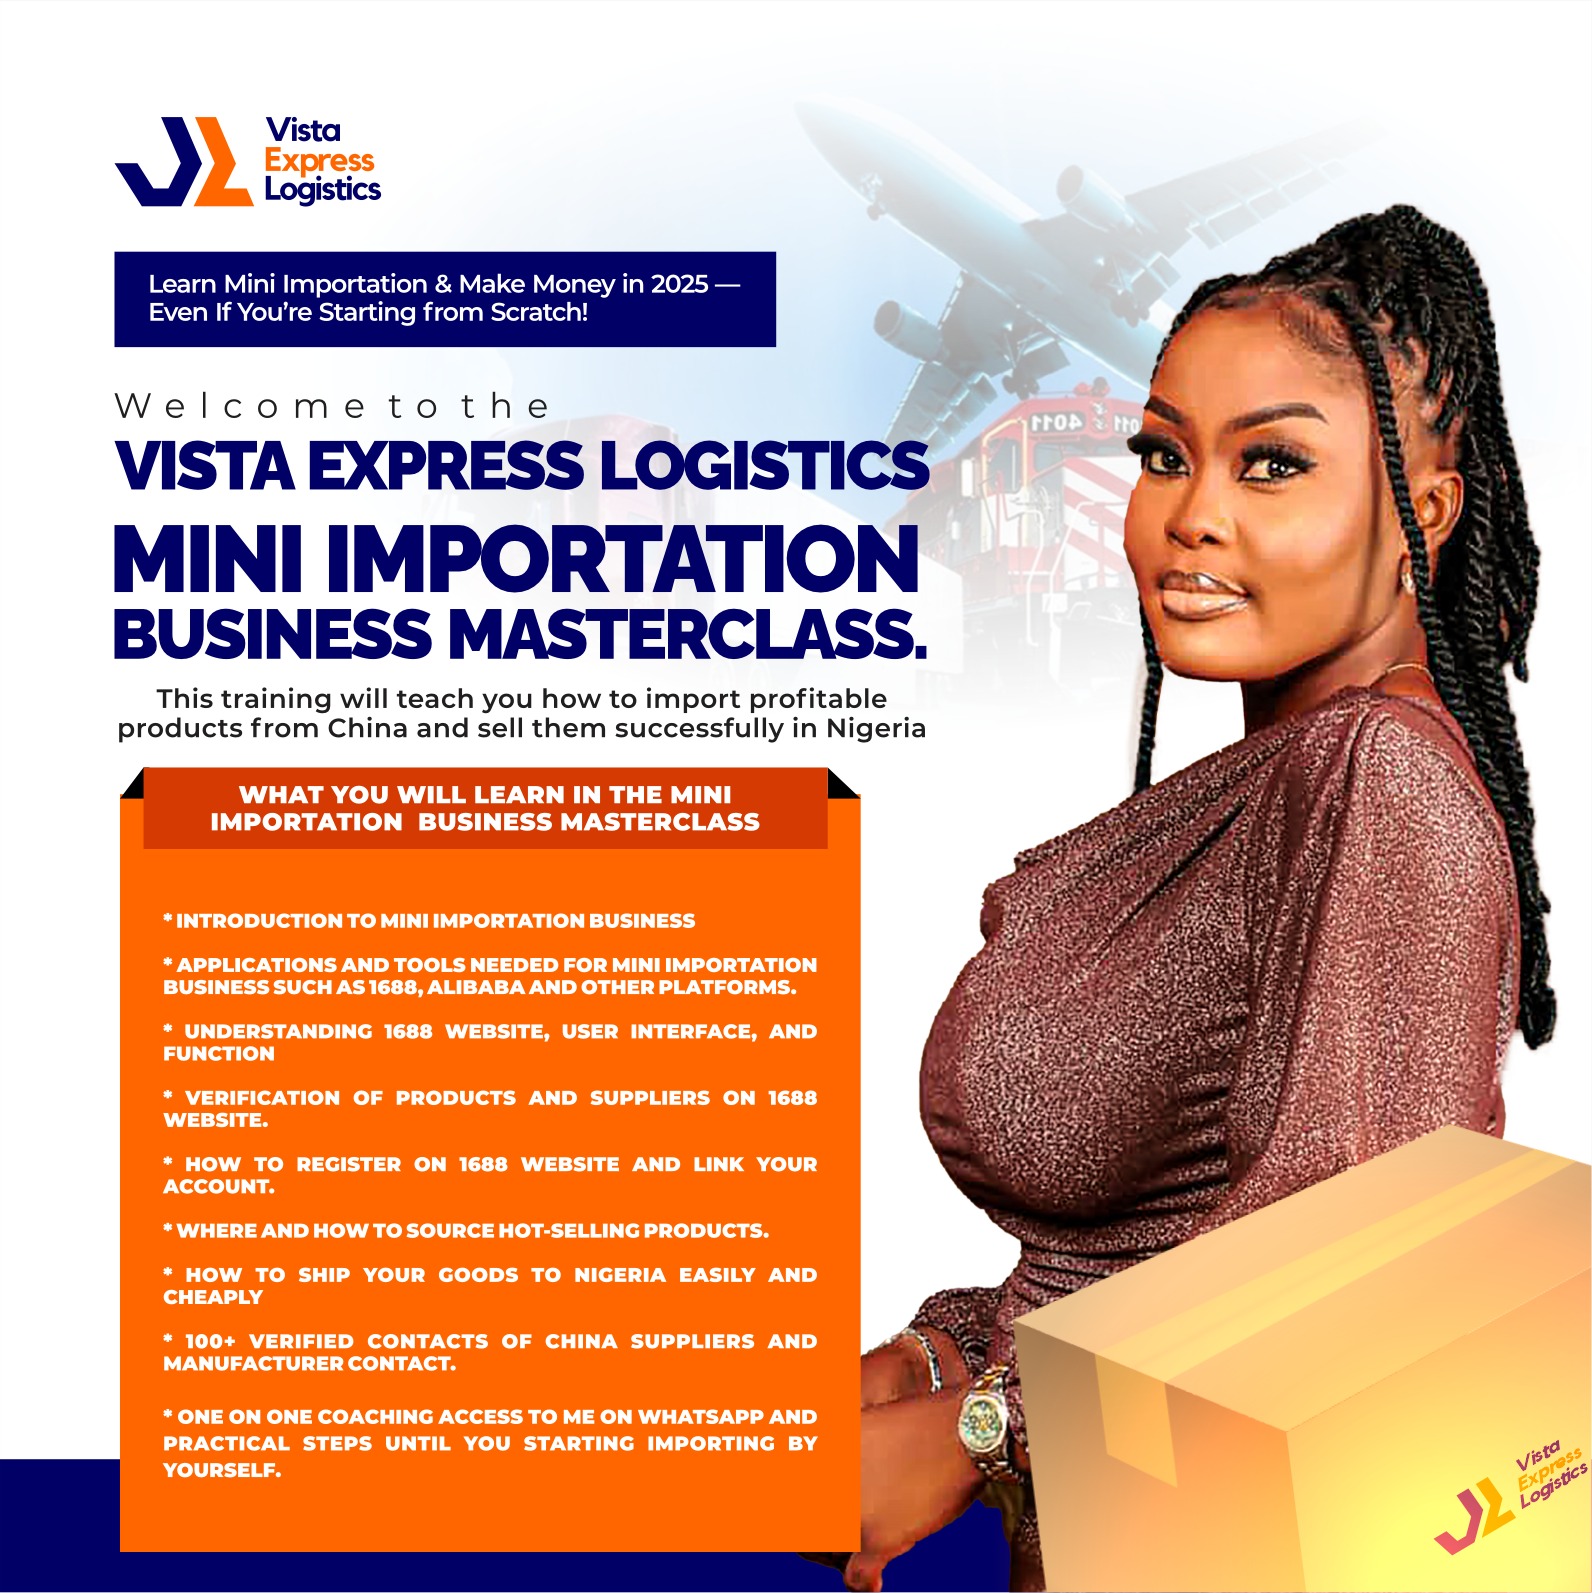 Vista
Express
Logistics
Learn Mini Importation & Make Money in 2025 —
Even If You’re Starting from Scratch!
Welcome to the
VISTA EXPRESS LOGISTICS
MINI IMPORTATION
BUSINESS MASTERCLASS.
This training will teach you how to import profitable
products from China and sell them successfully in Nigeria
WHAT YOU WILL LEARN IN THE MINI
IMPORTATION BUSINESS MASTERCLASS
* INTRODUCTION TO MINI IMPORTATION BUSINESS
* APPLICATIONS AND TOOLS NEEDED FOR MINI IMPORTATION
BUSINESS SUCH AS 1688, ALIBABA AND OTHER PLATFORMS.
* UNDERSTANDING 1688 WEBSITE, USER INTERFACE, AND
FUNCTION
* VERIFICATION OF PRODUCTS AND SUPPLIERS ON 1688
WEBSITE.
* HOW TO REGISTER ON 1688 WEBSITE AND LINK YOUR
ACCOUNT.
* WHERE AND HOW TO SOURCE HOT-SELLING PRODUCTS.
* HOW TO SHIP YOUR GOODS TO NIGERIA EASILY AND
CHEAPLY
* 100+ VERIFIED CONTACTS OF CHINA SUPPLIERS AND
MANUFACTURER CONTACT.
* ONE ON ONE COACHING ACCESS TO ME ON WHATSAPP AND
PRACTICAL STEPS UNTIL YOU STARTING IMPORTING BY
YOURSELF.
4011
Vista
Express
Logistics